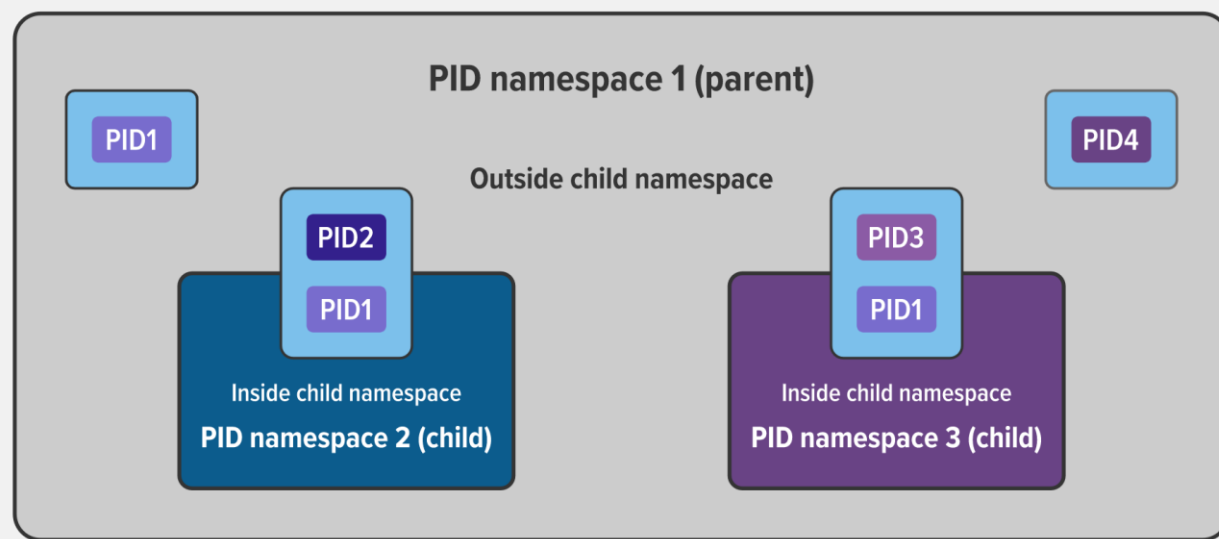 PID namespace 1 (parent)
PID1
PID4
Outside child namespace
PID2
PID1
Inside child namespace
PID namespace 2 (child)
PID3
PID1
Inside child namespace
PID namespace 3 (child)